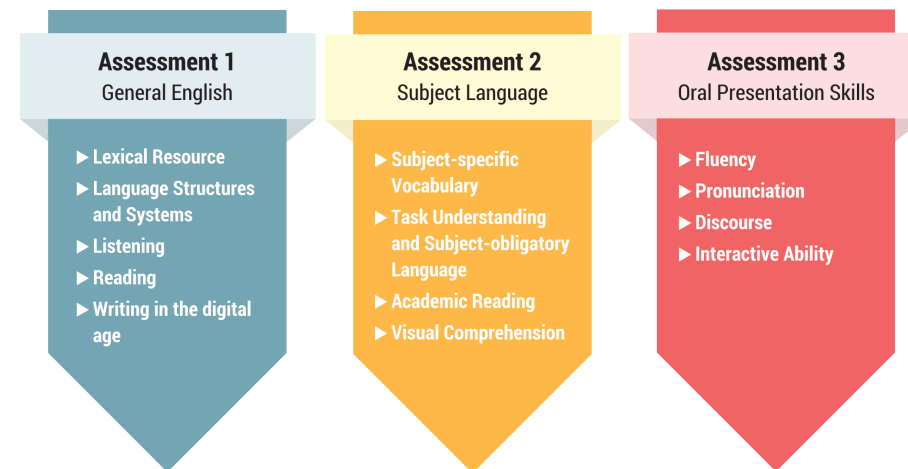 Assessment 1
General English
▶ Lexical Resource
▶ Language Structures
and Systems
▶ Listening
▶ Reading
▶ Writing in the digital
age
Assessment 2
Subject Language
▶ Subject-specific
Vocabulary
▶ Task Understanding
and Subject-obligatory
Language
▶ Academic Reading
▶ Visual Comprehension
Assessment 3
Oral Presentation Skills
▶ Fluency
▶ Pronunciation
▶ Discourse
▶ Interactive Ability